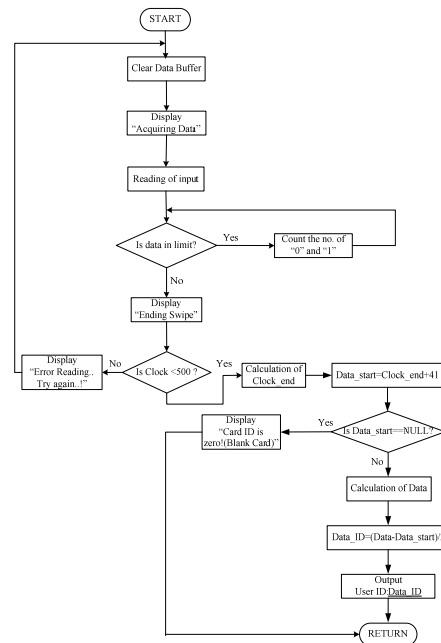 START
Clear Data Buffer
Display
“Acquiring Data”
Reading of input
Is data in limit?
Yes
Count the no. of
“0” and “1”
No
Display
“Ending Swipe”
Is Clock <500 ?
No
Display
“Error Reading..
Try again..!”
Yes
Calculation of
Clock_end
Data_start=Clock_end+41
Is Data_start==NULL?
Yes
Display
“Card ID is
zero!(Blank Card)”
No
Calculation of Data
Data_ID=(Data-Data_start)/
Output
User ID:Data_ID
RETURN